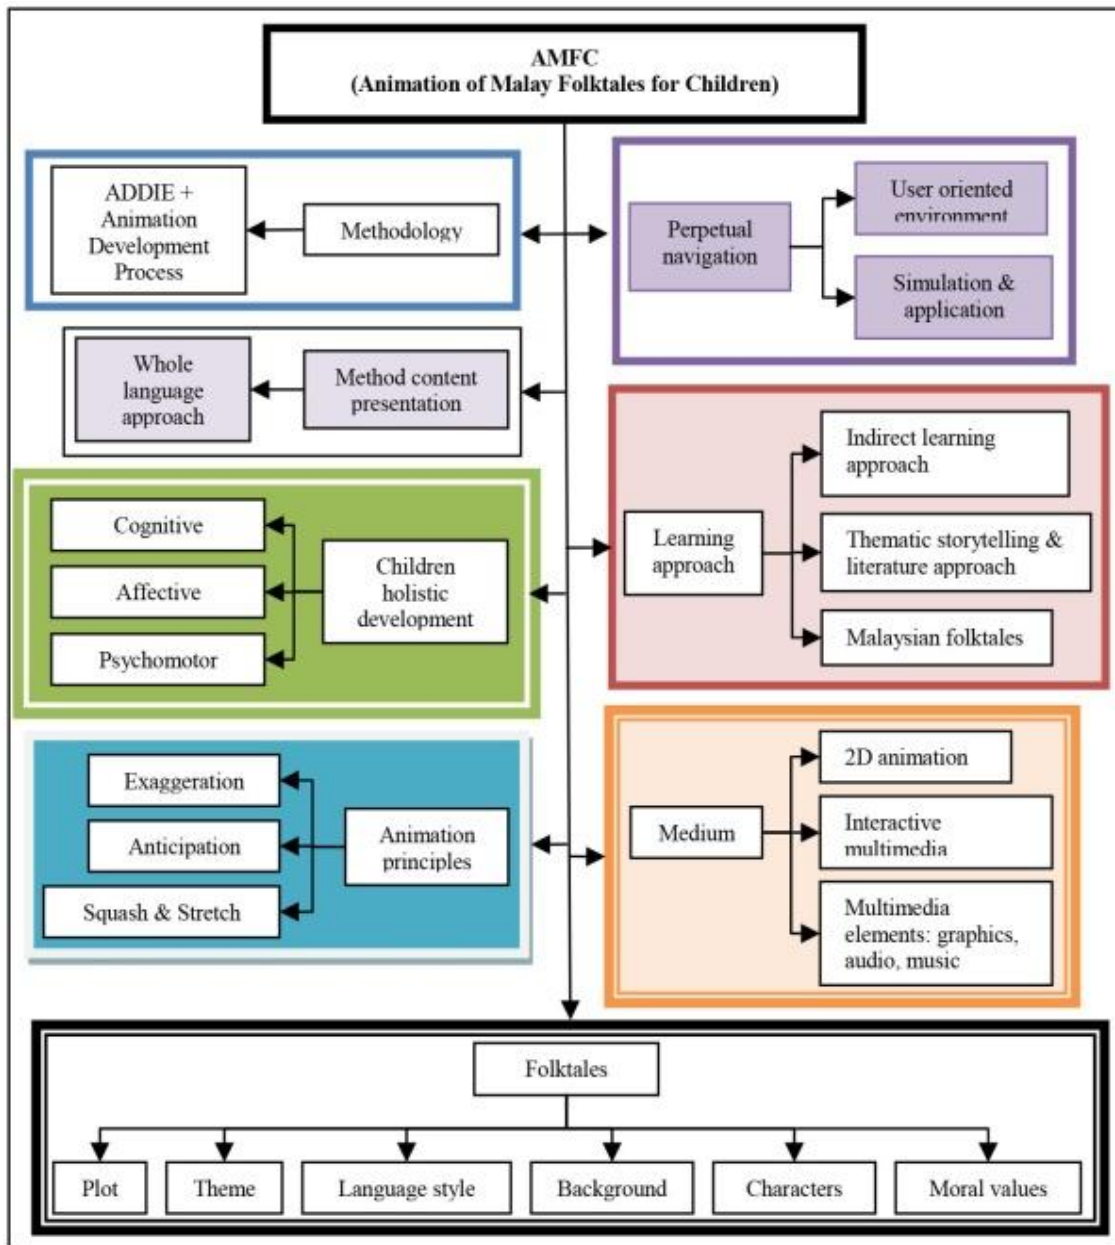 AMFC
(Animation of Malay Folktales for Children)
ADDIE +
Animation
Development
Process
Methodology
Perpetual
navigation
User oriented
environment
Simulation &
application
Whole
language
approach
Method content
presentation
Cognitive
Affective
Psychomotor
Children
holistic
development
Learning
approach
Indirect learning
approach
Thematic storytelling &
literature approach
Malaysian folktales
Exaggeration
Anticipation
Squash & Stretch
Animation
principles
Medium
2D animation
Interactive
multimedia
Multimedia
elements: graphics,
audio, music
Folktales
Plot
Theme
Language style
Background
Characters
Moral values